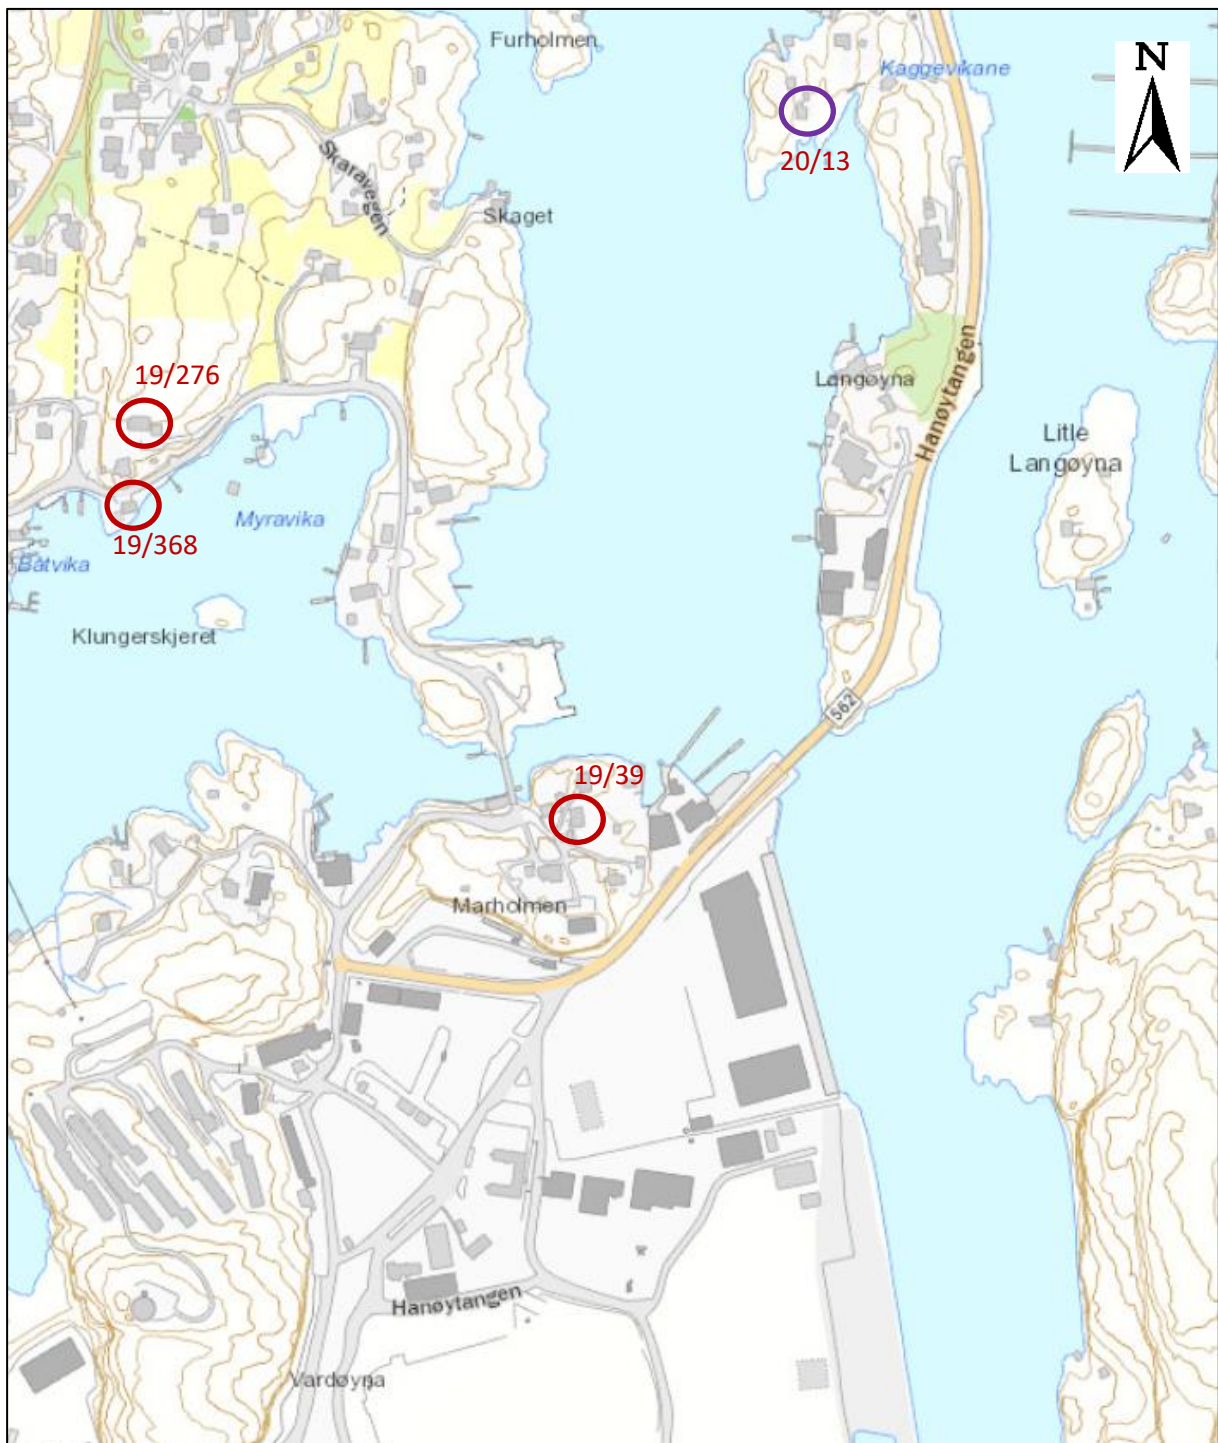 Furholmen
N
Kaggevikane
20/13
Skaravegen
Skaget
Hanøytangen
19/276
Langøyna
Litle
Langøyna
Myravika
19/368
Båtvika
Klungerskjeret
562
19/39
Marholmen
Hanøytangen
Vardøyna